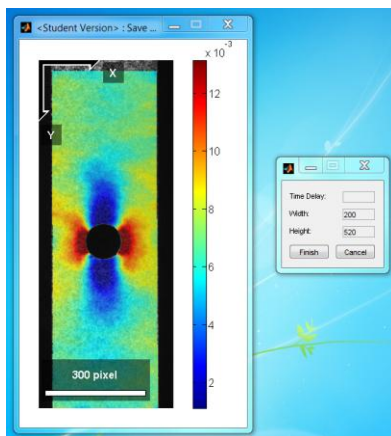 <Student Version> : Save ...
x 10⁻³
X
Y
12
10
8
6
4
2
300 pixel
Time Delay:
Width: 200
Height: 520
Finish Cancel